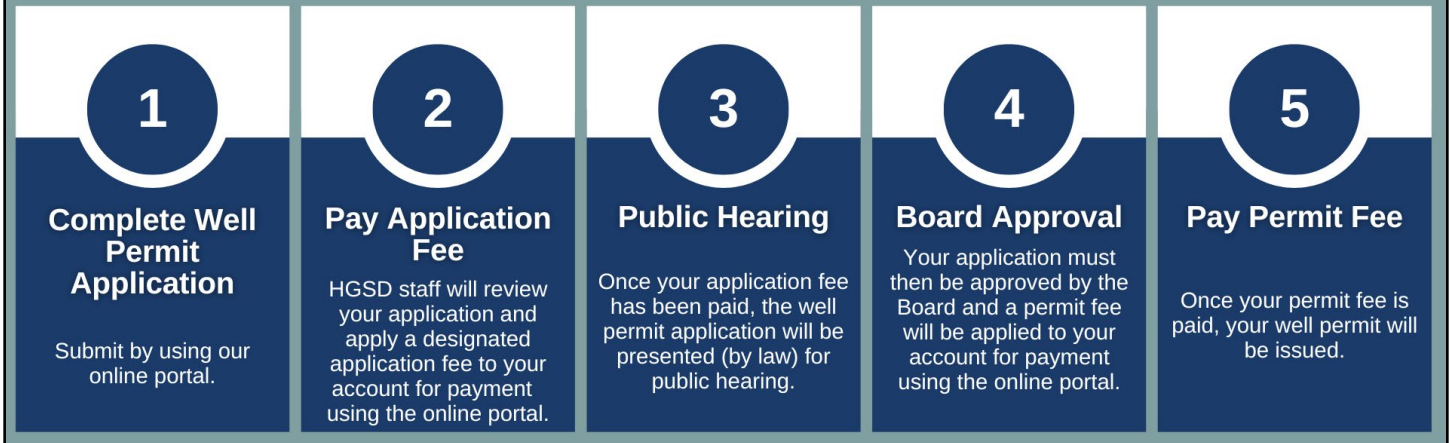 1
Complete Well
Permit
Application
Submit by using our
online portal.
2
Pay Application
Fee
HGSD staff will review
your application and
apply a designated
application fee to your
account for payment
using the online portal.
3
Public Hearing
Once your application fee
has been paid, the well
permit application will be
presented (by law) for
public hearing.
4
Board Approval
Your application must
then be approved by the
Board and a permit fee
will be applied to your
account for payment
using the online portal.
5
Pay Permit Fee
Once your permit fee is
paid, your well permit will
be issued.